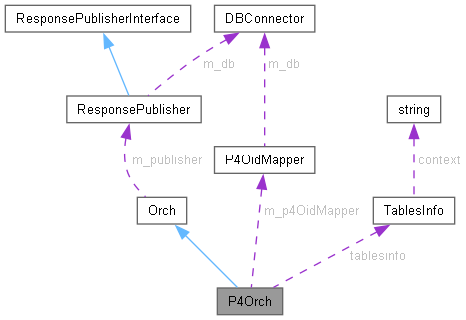 ResponsePublisherInterface
DBConnector
m_db
m_db
ResponsePublisher
string
m_publisher
P4OidMapper
context
Orch
m_p4OidMapper
TablesInfo
tablesinfo
P4Orch